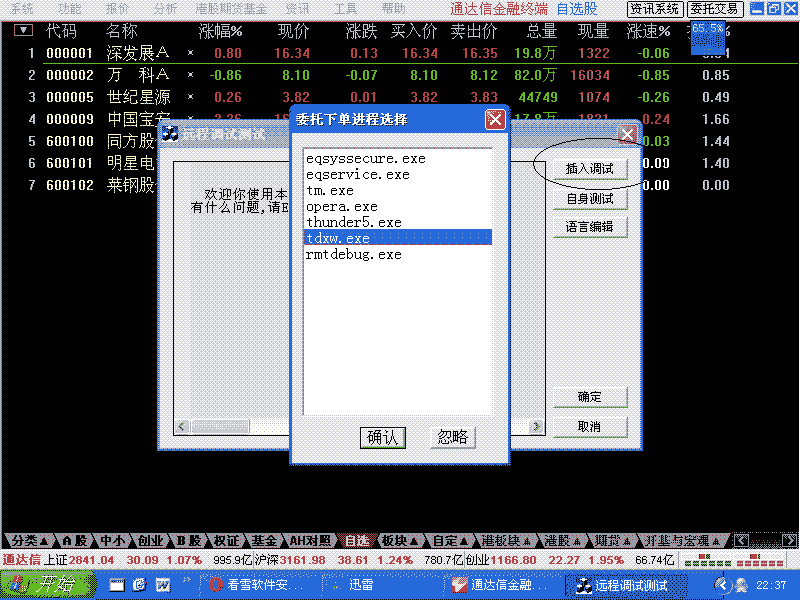 系统 功能 报价 分析 港股期货基金 资讯 工具 帮助 通达信金融终端 自选股 资讯系统 委托交易
代码 名称 涨幅% 现价 涨跌 买入价 卖出价 总量 现量 涨速%
65.5%
1 000001 深发展A × 0.80 16.34 0.13 16.34 16.35 19.8万 1322 -0.06
2 000002 万 科A × -0.86 8.10 -0.07 8.10 8.12 82.0万 16034 -0.85 0.85
3 000005 世纪星源 × 0.26 3.82 0.01 3.82 3.83 44749 1074 -0.26 0.49
4 000009 中国宝安 1.66
5 600100 同方股 0.03 1.44
6 600101 明星电 1.40
7 600102 莱钢股 0.00 0.00
远程调试测试
欢迎你使用本
有什么问题,请E
插入调试
自身测试
语言编辑
确定
取消
委托下单进程选择
eqsyssecure.exe
eqservice.exe
tm.exe
opera.exe
thunder5.exe
tdxw.exe
rmtdebug.exe
确认 忽略
分类▲ A股 中小 创业 B股 权证 基金 AH对照 自选 板块▲ 自定▲ 港板块▲ 港股▲ 期货▲ 开基与宏观▲
通达信 上证2841.04 30.09 1.07% 995.9亿 沪深3161.98 38.61 1.24% 780.7亿 创业1166.80 22.27 1.95% 66.74亿
开始 看雪软件安... 迅雷 通达信金融... 远程调试测试 22:37